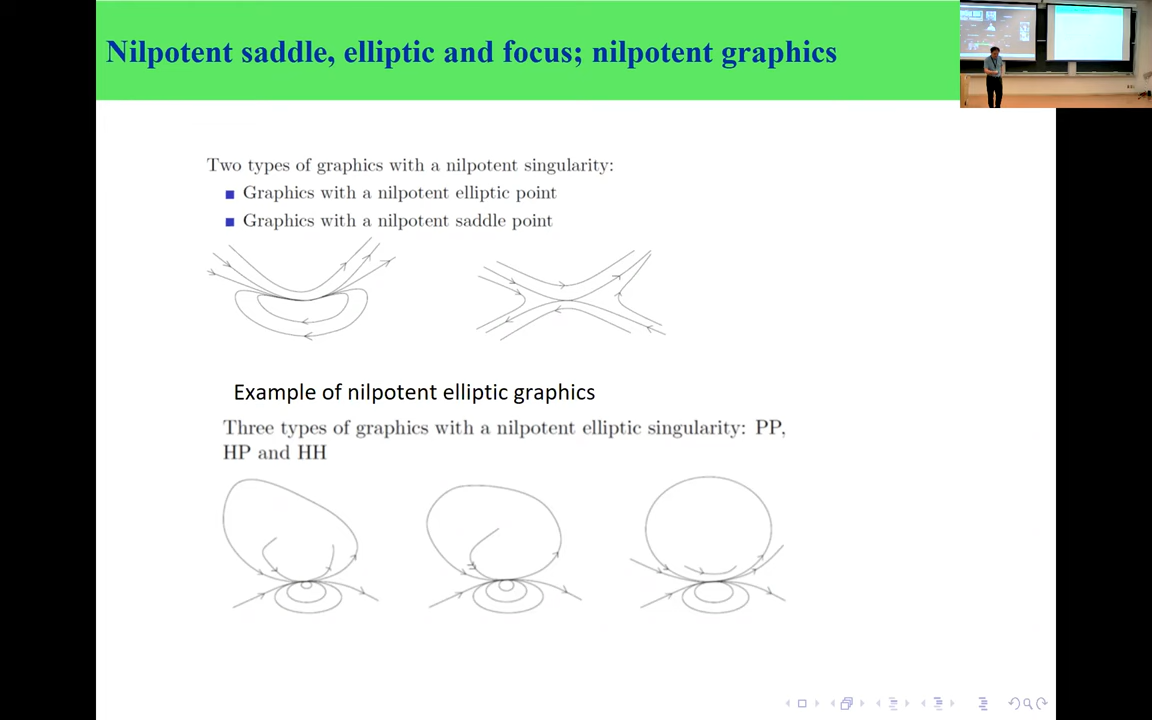 Nilpotent saddle, elliptic and focus; nilpotent graphics
Two types of graphics with a nilpotent singularity:
Graphics with a nilpotent elliptic point
Graphics with a nilpotent saddle point
Example of nilpotent elliptic graphics
Three types of graphics with a nilpotent elliptic singularity: PP,
HP and HH